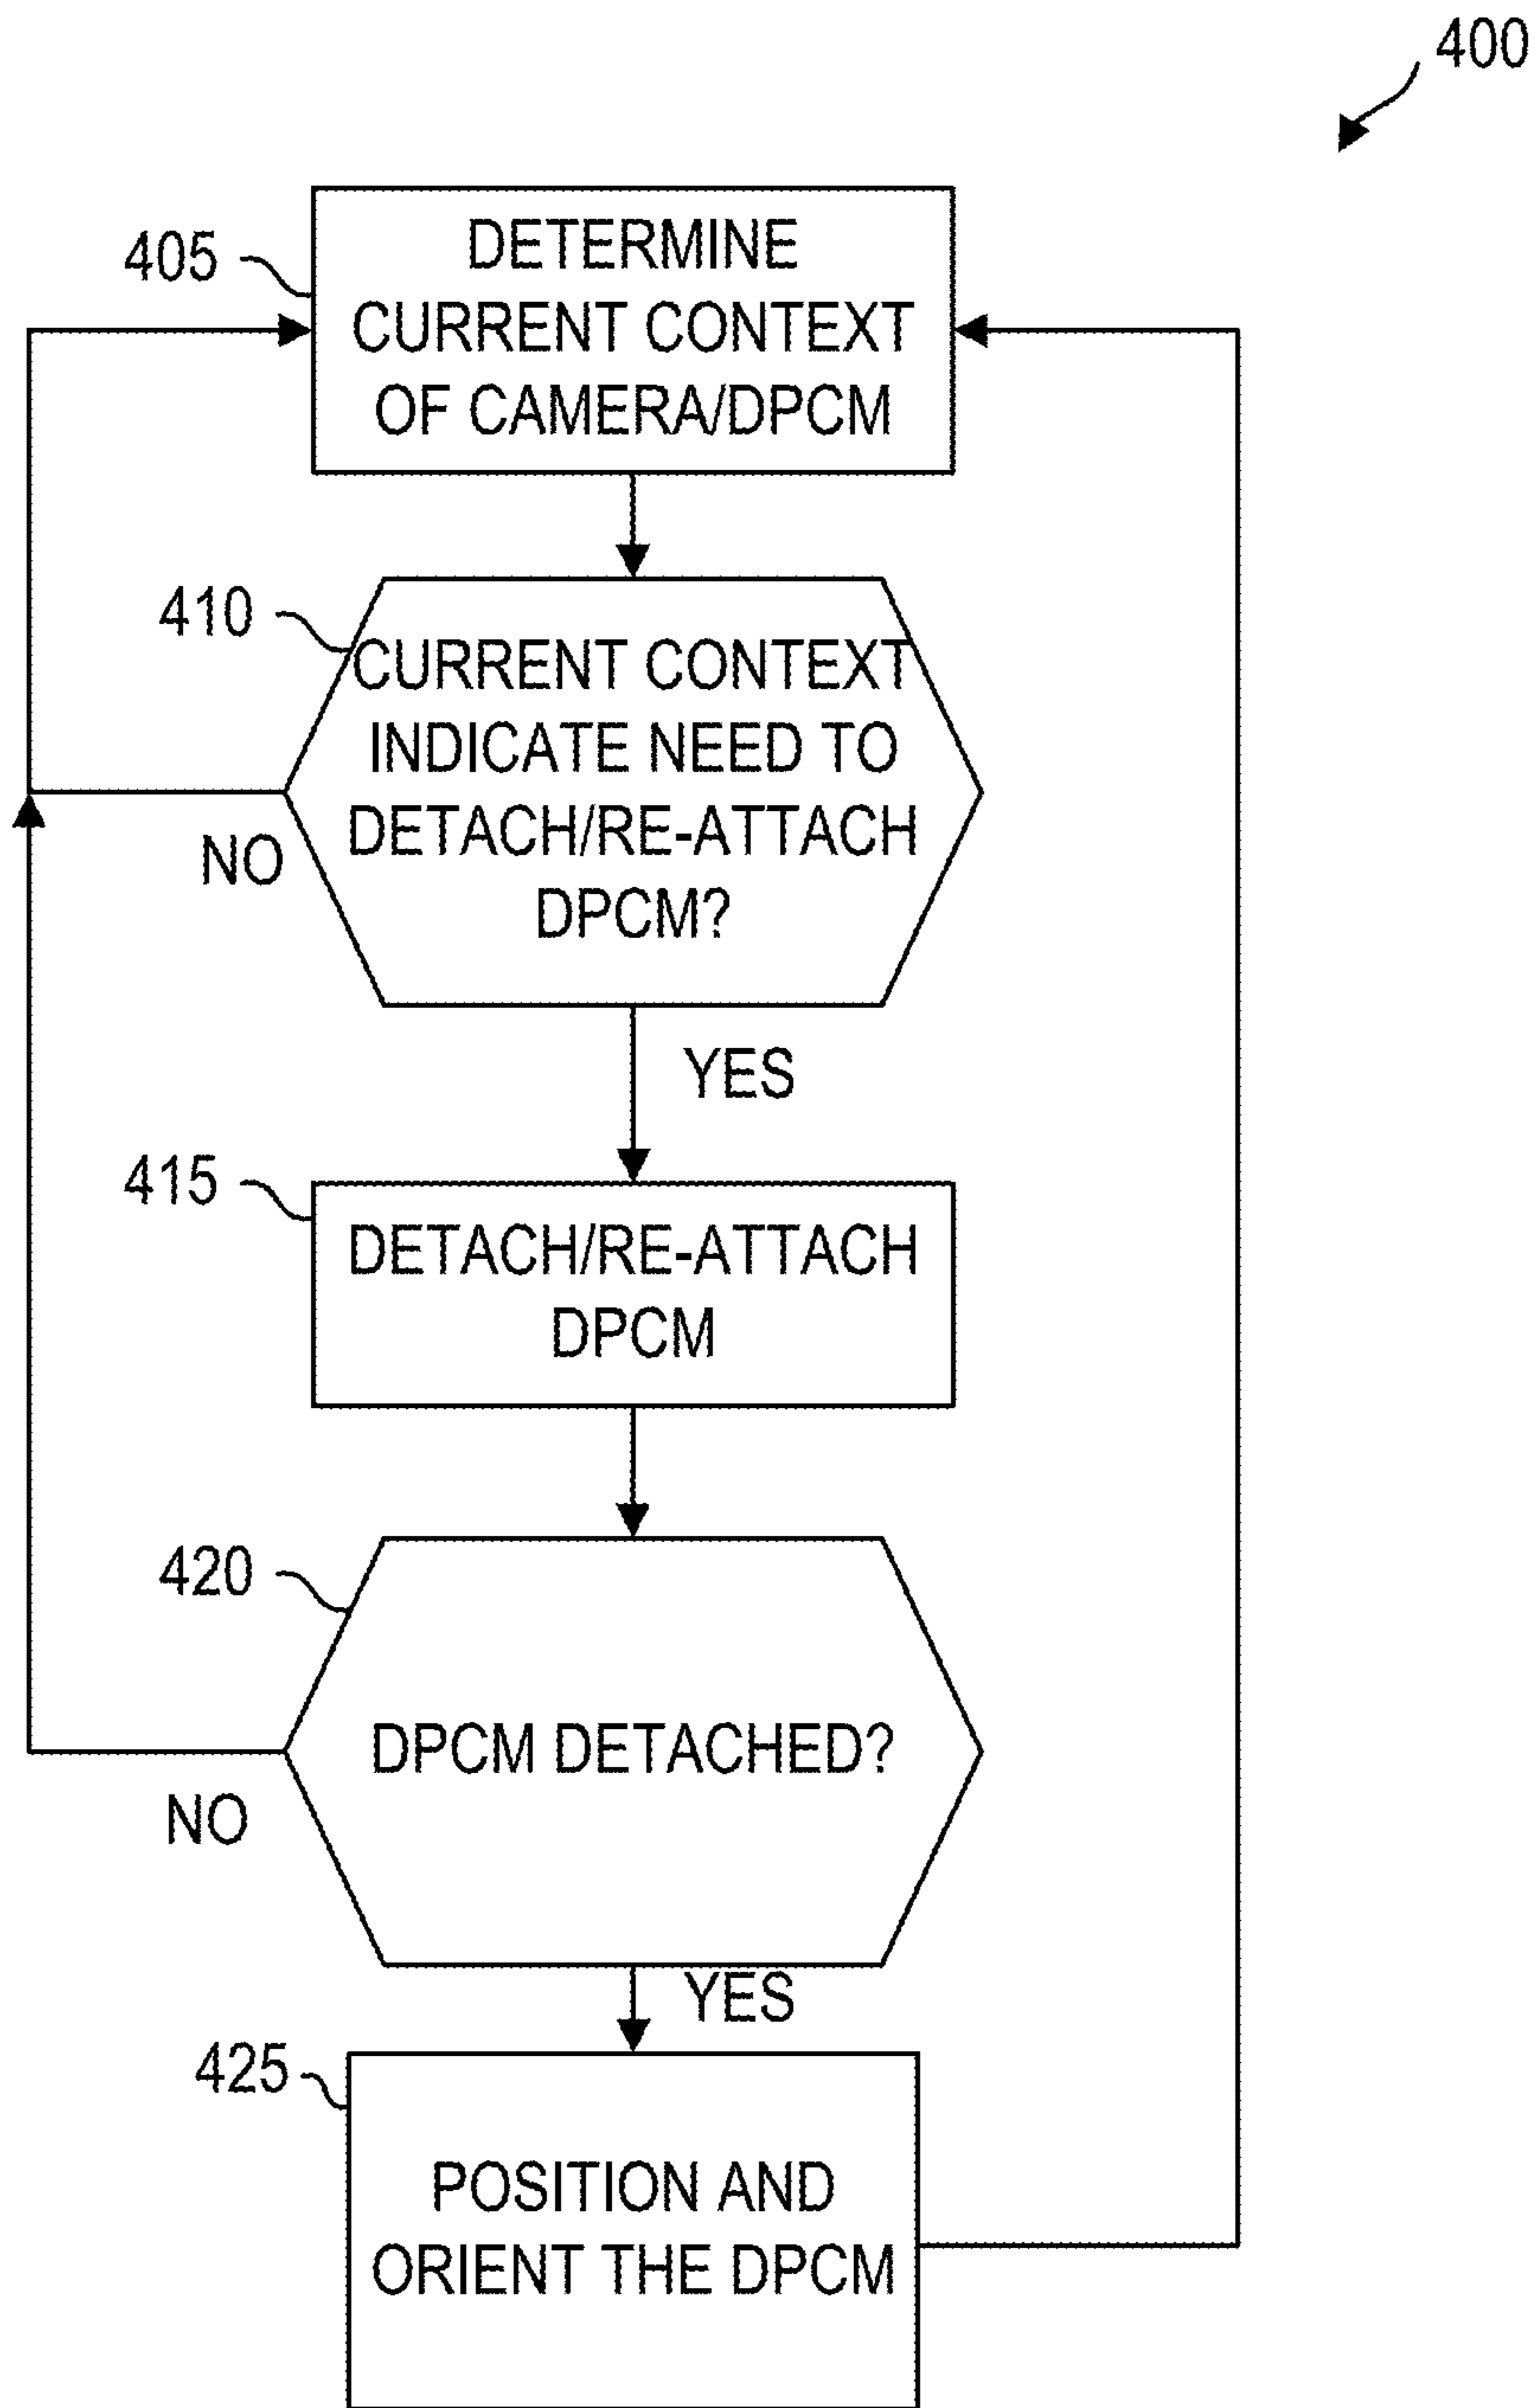 400
405
DETERMINE
CURRENT CONTEXT
OF CAMERA/DPCM
410
CURRENT CONTEXT
INDICATE NEED TO
DETACH/RE-ATTACH
DPCM?
NO
YES
415
DETACH/RE-ATTACH
DPCM
420
DPCM DETACHED?
NO
YES
425
POSITION AND
ORIENT THE DPCM